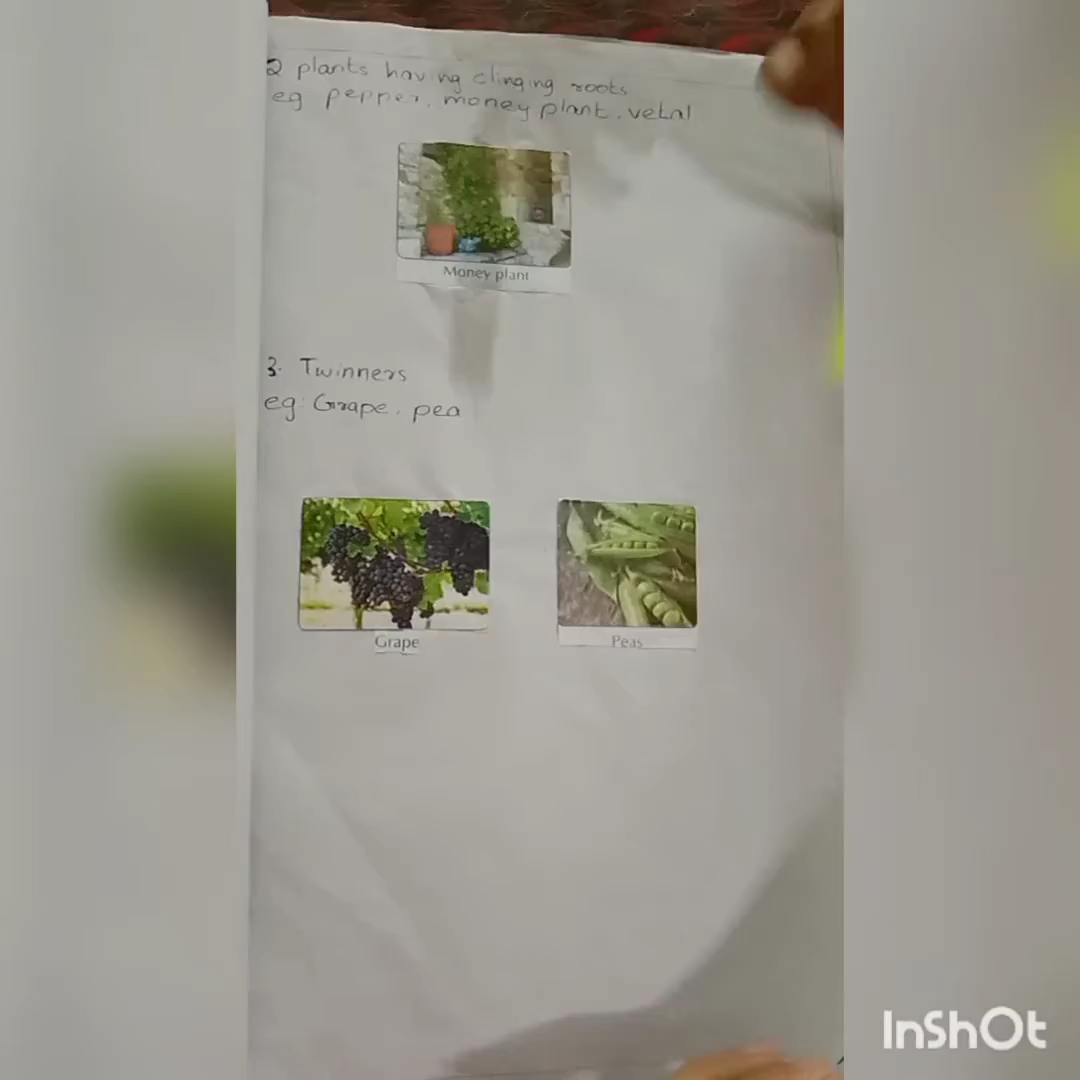 2 plants having clinging roots
eg pepper, money plant, vetal
Money plant
3. Twinners
eg: Grape, pea
Grape
Peas
InShOt